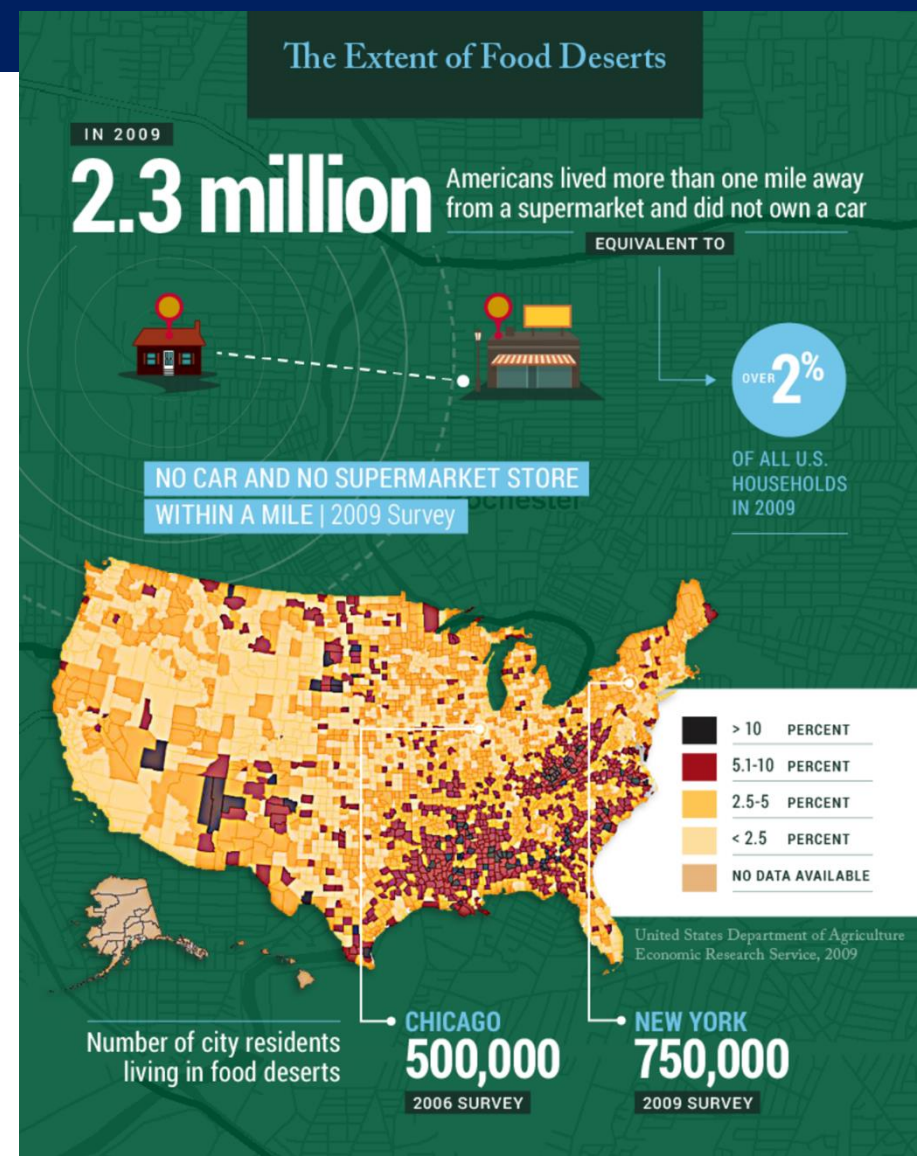 The Extent of Food Deserts
IN 2009
2.3 million
Americans lived more than one mile away
from a supermarket and did not own a car
EQUIVALENT TO
OVER 2%
OF ALL U.S.
HOUSEHOLDS
IN 2009
NO CAR AND NO SUPERMARKET STORE
WITHIN A MILE | 2009 Survey
> 10 PERCENT
5.1-10 PERCENT
2.5-5 PERCENT
< 2.5 PERCENT
NO DATA AVAILABLE
United States Department of Agriculture
Economic Research Service, 2009
Number of city residents
living in food deserts
CHICAGO
500,000
2006 SURVEY
NEW YORK
750,000
2009 SURVEY